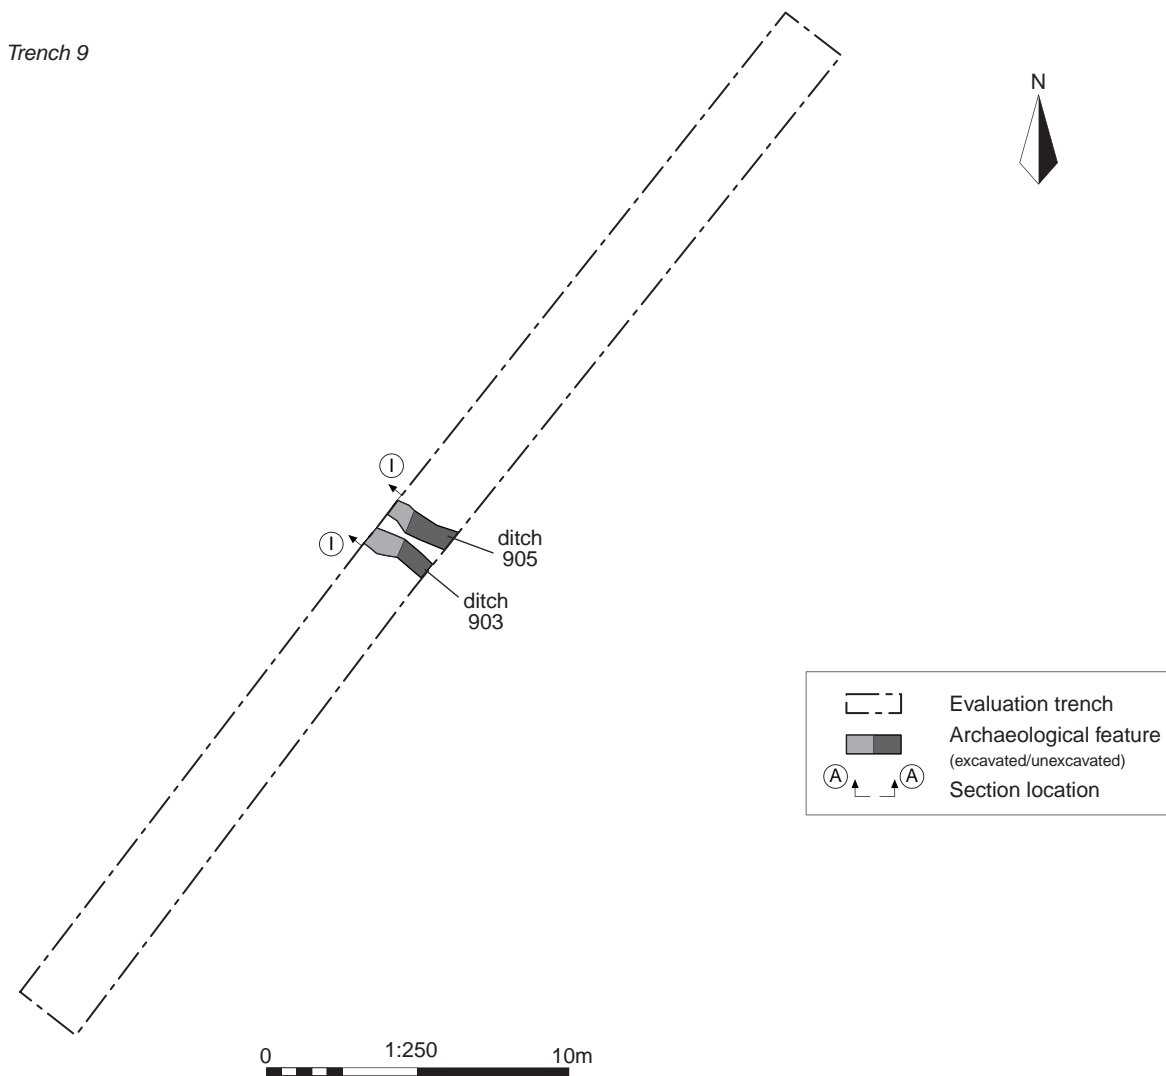 Trench 9
N
I
I
ditch
905
ditch
903
Evaluation trench
Archaeological feature
(excavated/unexcavated)
A A
Section location
0 1:250 10m